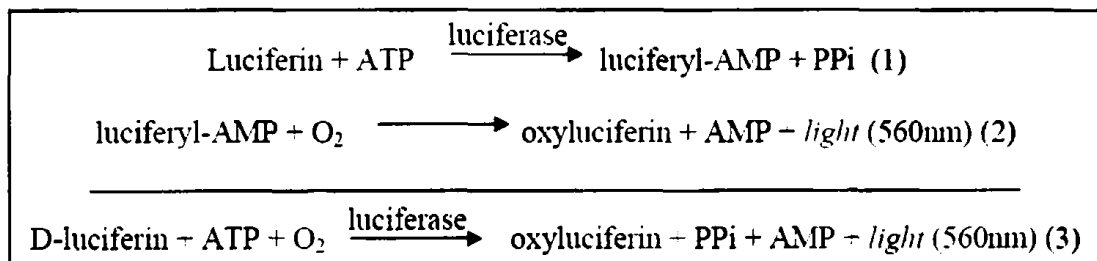 luciferase
Luciferin + ATP → luciferyl-AMP + PPi (1)
luciferyl-AMP + O₂ → oxyluciferin + AMP − light (560nm) (2)
luciferase
D-luciferin − ATP + O₂ → oxyluciferin − PPi + AMP − light (560nm) (3)